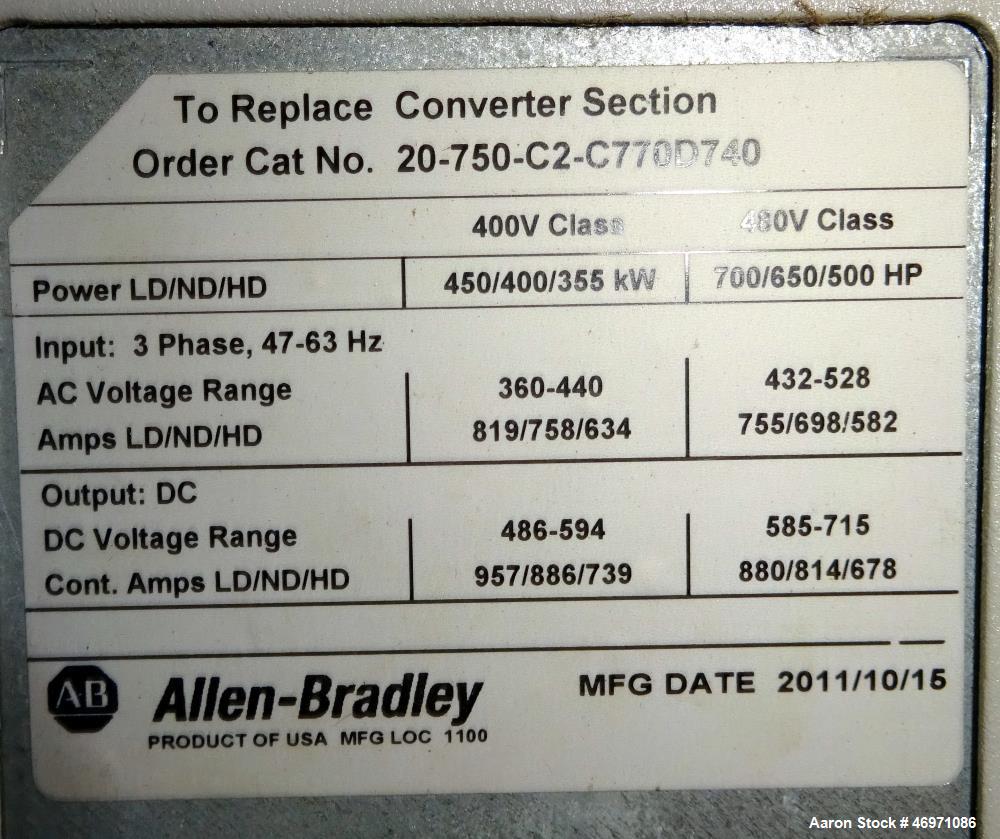 To Replace Converter Section
Order Cat No. 20-750-C2-C770D740
400V Class 480V Class
Power LD/ND/HD 450/400/355 kW 700/650/500 HP
Input: 3 Phase, 47-63 Hz
AC Voltage Range 360-440 432-528
Amps LD/ND/HD 819/758/634 755/698/582
Output: DC
DC Voltage Range 486-594 585-715
Cont. Amps LD/ND/HD 957/886/739 880/814/678
AB Allen-Bradley MFG DATE 2011/10/15
PRODUCT OF USA MFG LOC 1100
Aaron Stock # 46971086